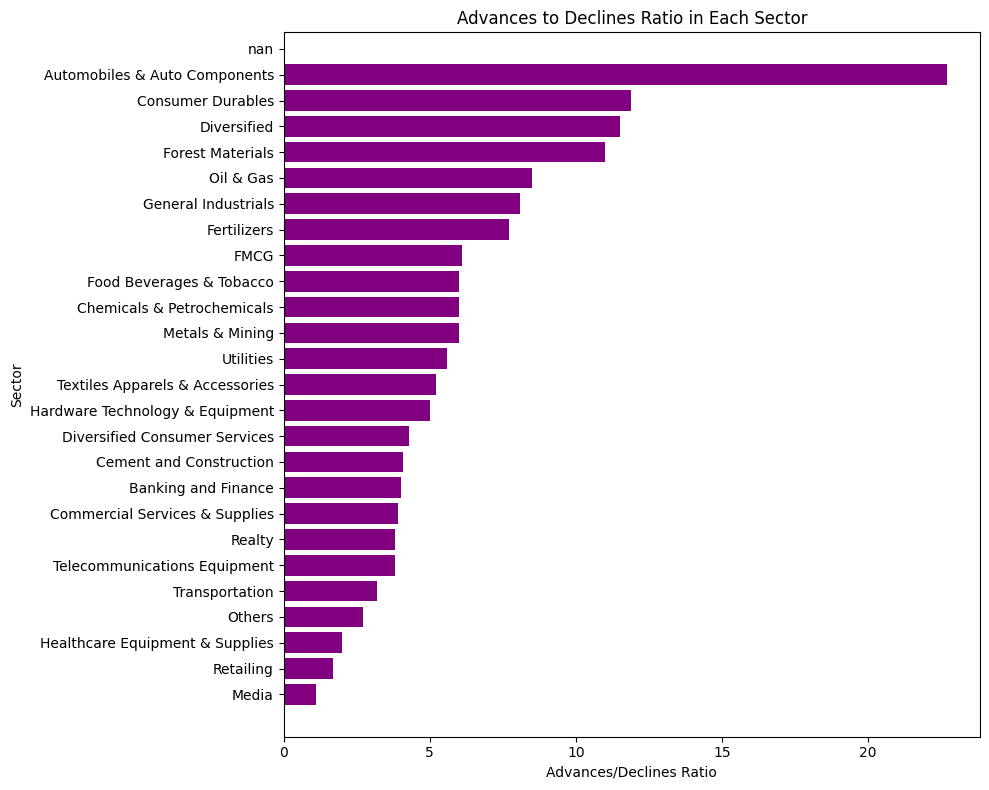 Advances to Declines Ratio in Each Sector
nan
Automobiles & Auto Components
Consumer Durables
Diversified
Forest Materials
Oil & Gas
General Industrials
Fertilizers
FMCG
Food Beverages & Tobacco
Chemicals & Petrochemicals
Metals & Mining
Utilities
Textiles Apparels & Accessories
Hardware Technology & Equipment
Diversified Consumer Services
Cement and Construction
Banking and Finance
Commercial Services & Supplies
Realty
Telecommunications Equipment
Transportation
Others
Healthcare Equipment & Supplies
Retailing
Media
Sector
0 5 10 15 20
Advances/Declines Ratio